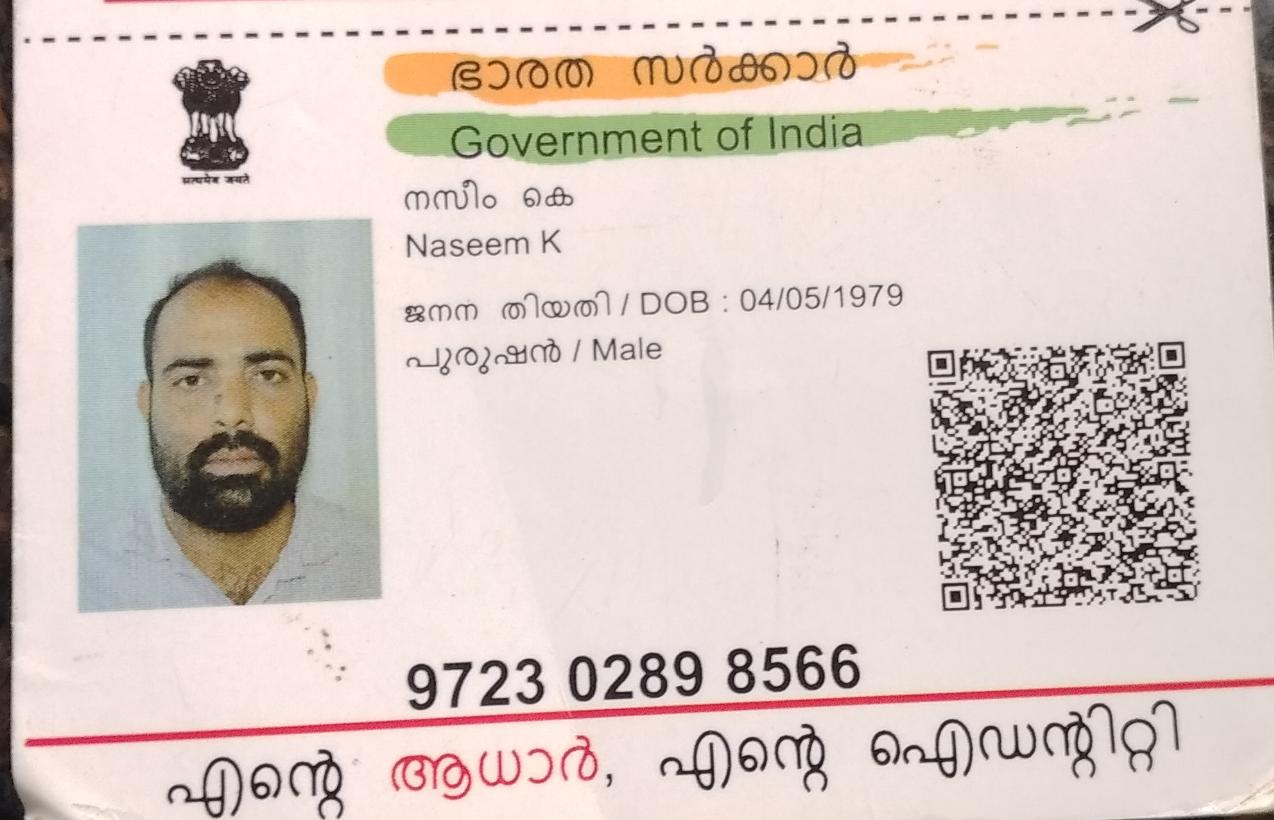 सत्यमेव जयते
ഭാരത സർക്കാർ
Government of India
നസീം കെ
Naseem K
ജനന തിയതി / DOB : 04/05/1979
പുരുഷൻ / Male
9723 0289 8566
എന്റെ ആധാർ, എന്റെ ഐഡന്റിറ്റി